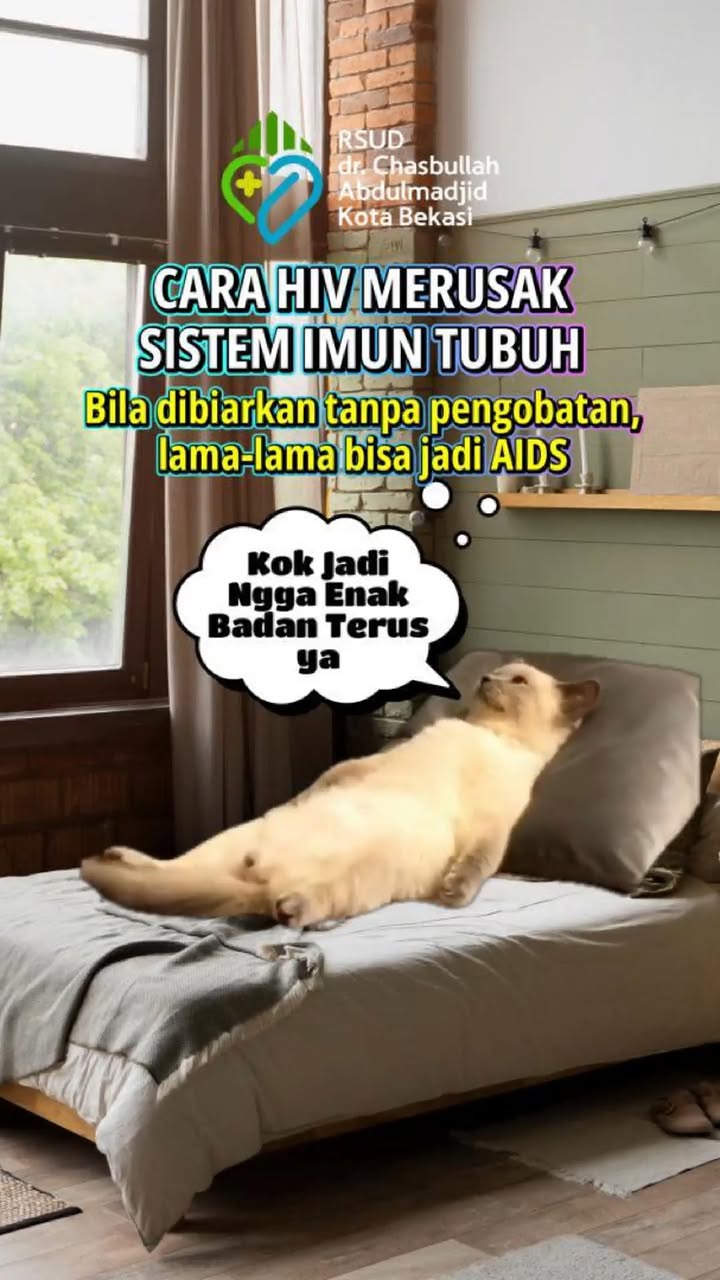 RSUD
dr. Chasbullah
Abdulmadjid
Kota Bekasi
CARA HIV MERUSAK
SISTEM IMUN TUBUH
Bila dibiarkan tanpa pengobatan,
lama-lama bisa jadi AIDS
Kok Jadi
Ngga Enak
Badan Terus
ya